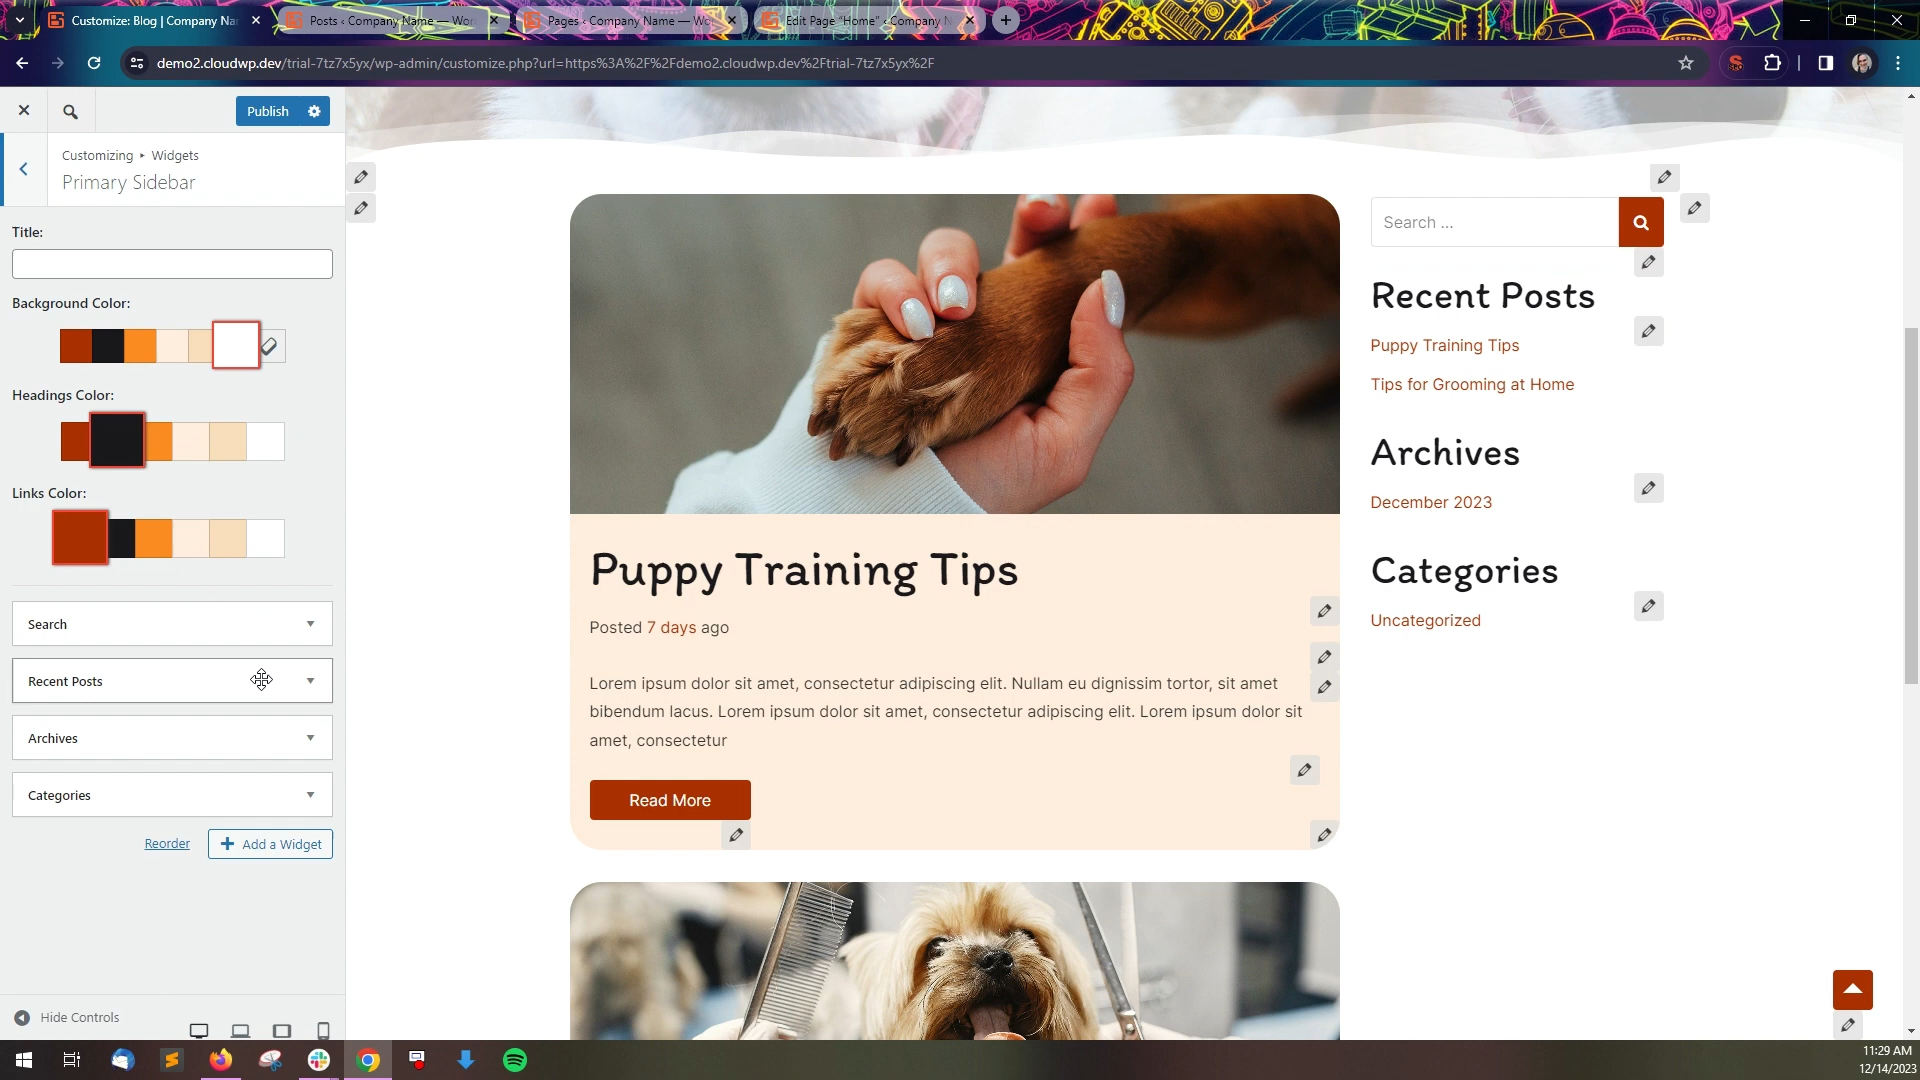 Customize: Blog | Company Na
Posts ‹ Company Name — Wor
Pages ‹ Company Name — Wo
Edit Page "Home" ‹ Company N
demo2.cloudwp.dev/trial-7tz7x5yx/wp-admin/customize.php?url=https%3A%2F%2Fdemo2.cloudwp.dev%2Ftrial-7tz7x5yx%2F
Publish
Customizing ▸ Widgets
Primary Sidebar
Title:
Background Color:
Headings Color:
Links Color:
Search
Recent Posts
Archives
Categories
Reorder
Add a Widget
Hide Controls
Puppy Training Tips
Posted 7 days ago
Lorem ipsum dolor sit amet, consectetur adipiscing elit. Nullam eu dignissim tortor, sit amet
bibendum lacus. Lorem ipsum dolor sit amet, consectetur adipiscing elit. Lorem ipsum dolor sit
amet, consectetur
Read More
Search ...
Recent Posts
Puppy Training Tips
Tips for Grooming at Home
Archives
December 2023
Categories
Uncategorized
11:29 AM
12/14/2023